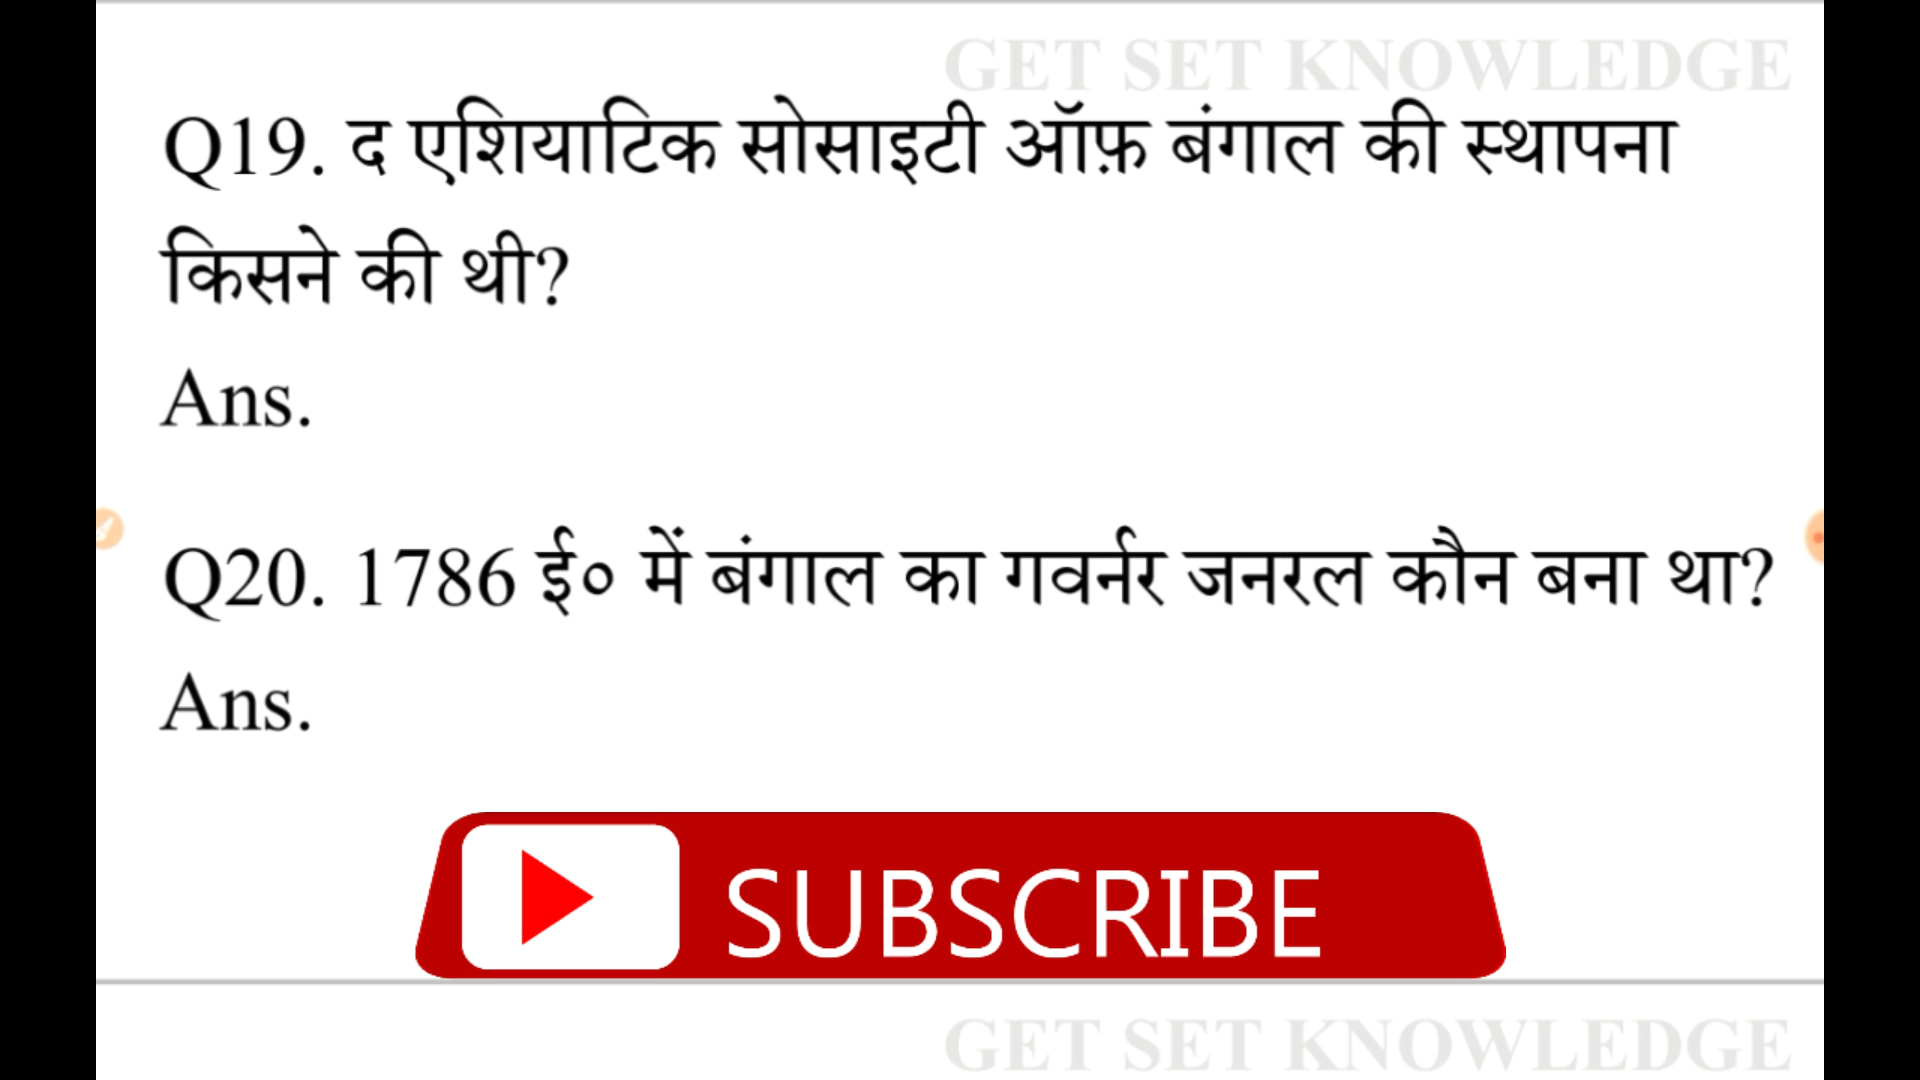 GET SET KNOWLEDGE
Q19. द एशियाटिक सोसाइटी ऑफ़ बंगाल की स्थापना
किसने की थी?
Ans.
Q20. 1786 ई० में बंगाल का गवर्नर जनरल कौन बना था?
Ans.
SUBSCRIBE
GET SET KNOWLEDGE